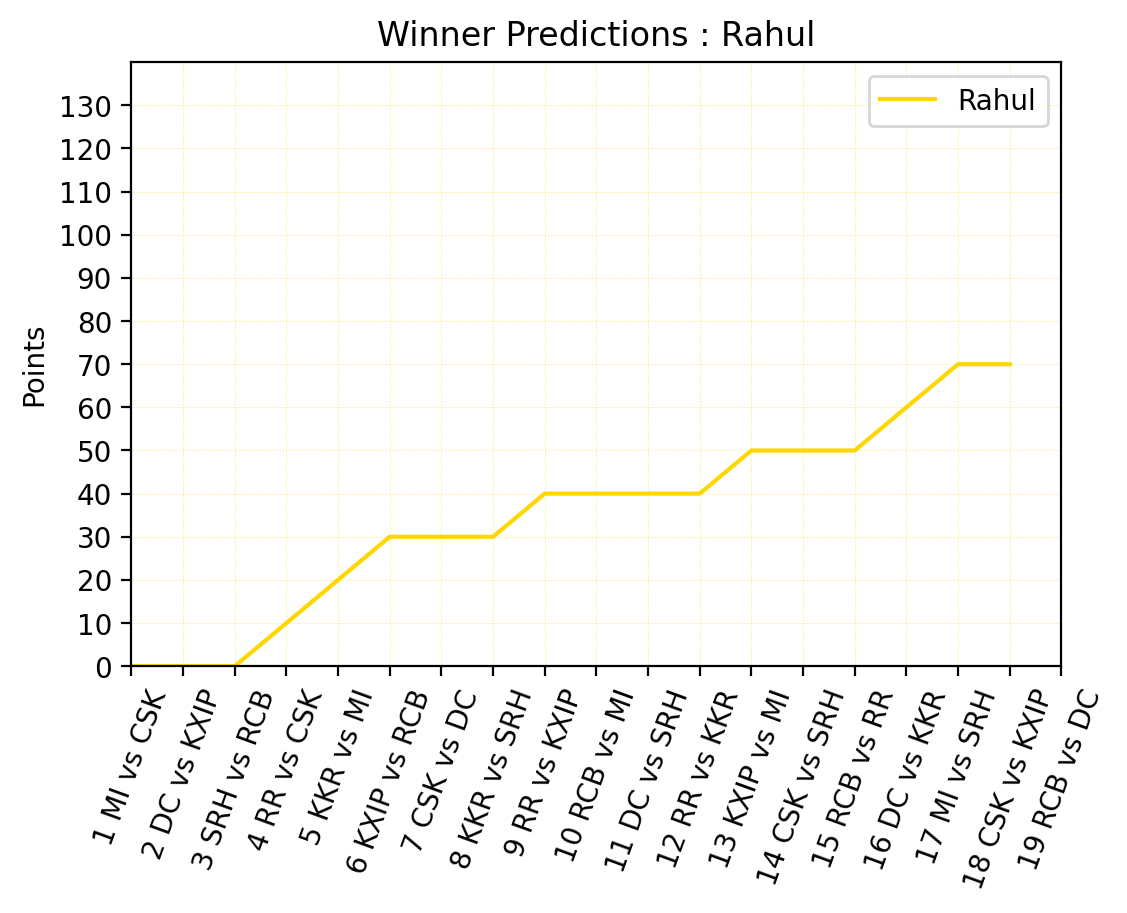 Winner Predictions : Rahul
Rahul
130
120
110
100
90
80
70
60
50
40
30
20
10
0
Points
1 MI vs CSK
2 DC vs KXIP
3 SRH vs RCB
4 RR vs CSK
5 KKR vs MI
6 KXIP vs RCB
7 CSK vs DC
8 KKR vs SRH
9 RR vs KXIP
10 RCB vs MI
11 DC vs SRH
12 RR vs KKR
13 KXIP vs MI
14 CSK vs SRH
15 RCB vs RR
16 DC vs KKR
17 MI vs SRH
18 CSK vs KXIP
19 RCB vs DC